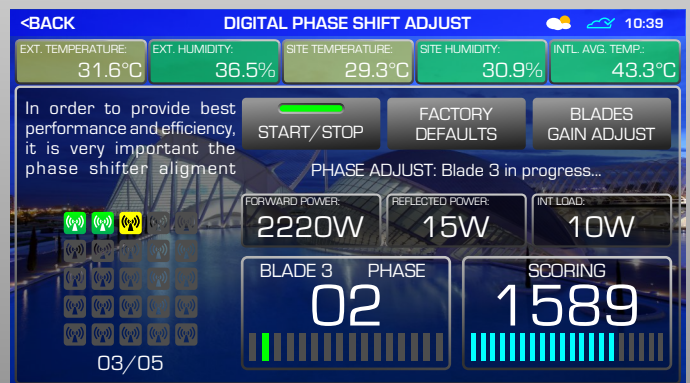 <BACK DIGITAL PHASE SHIFT ADJUST 10:39
EXT. TEMPERATURE: EXT. HUMIDITY: SITE TEMPERATURE: SITE HUMIDITY: INTL. AVG. TEMP.:
31.6°C 36.5% 29.3°C 30.9% 43.3°C
In order to provide best
performance and efficiency,
it is very important the
phase shifter aligment
START/STOP
FACTORY
DEFAULTS
BLADES
GAIN ADJUST
PHASE ADJUST: Blade 3 in progress...
FORWARD POWER: REFLECTED POWER: INT LOAD:
2220W 15W 10W
03/05
BLADE 3 PHASE
02
SCORING
1589